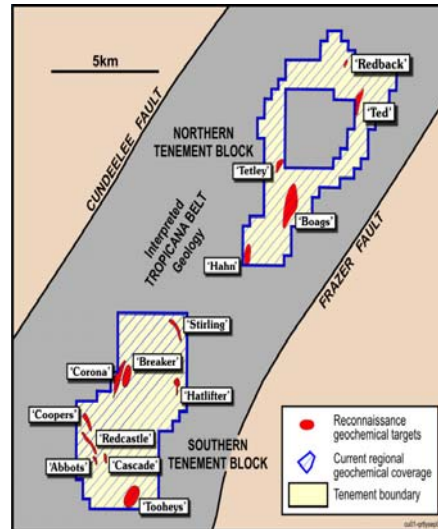 5km
CUNDEELEE FAULT
NORTHERN
TENEMENT BLOCK
'Redback'
'Ted'
'Tetley'
Interpreted
TROPICANA BELT
Geology
'Boags'
'Hahn'
FRAZER FAULT
'Stirling'
'Corona'
'Breaker'
'Hatlifter'
'Coopers'
'Redcastle'
'Abbots'
'Cascade'
SOUTHERN
TENEMENT BLOCK
'Tooheys'
Reconnaissance
geochemical targets
Current regional
geochemical coverage
Tenement boundary